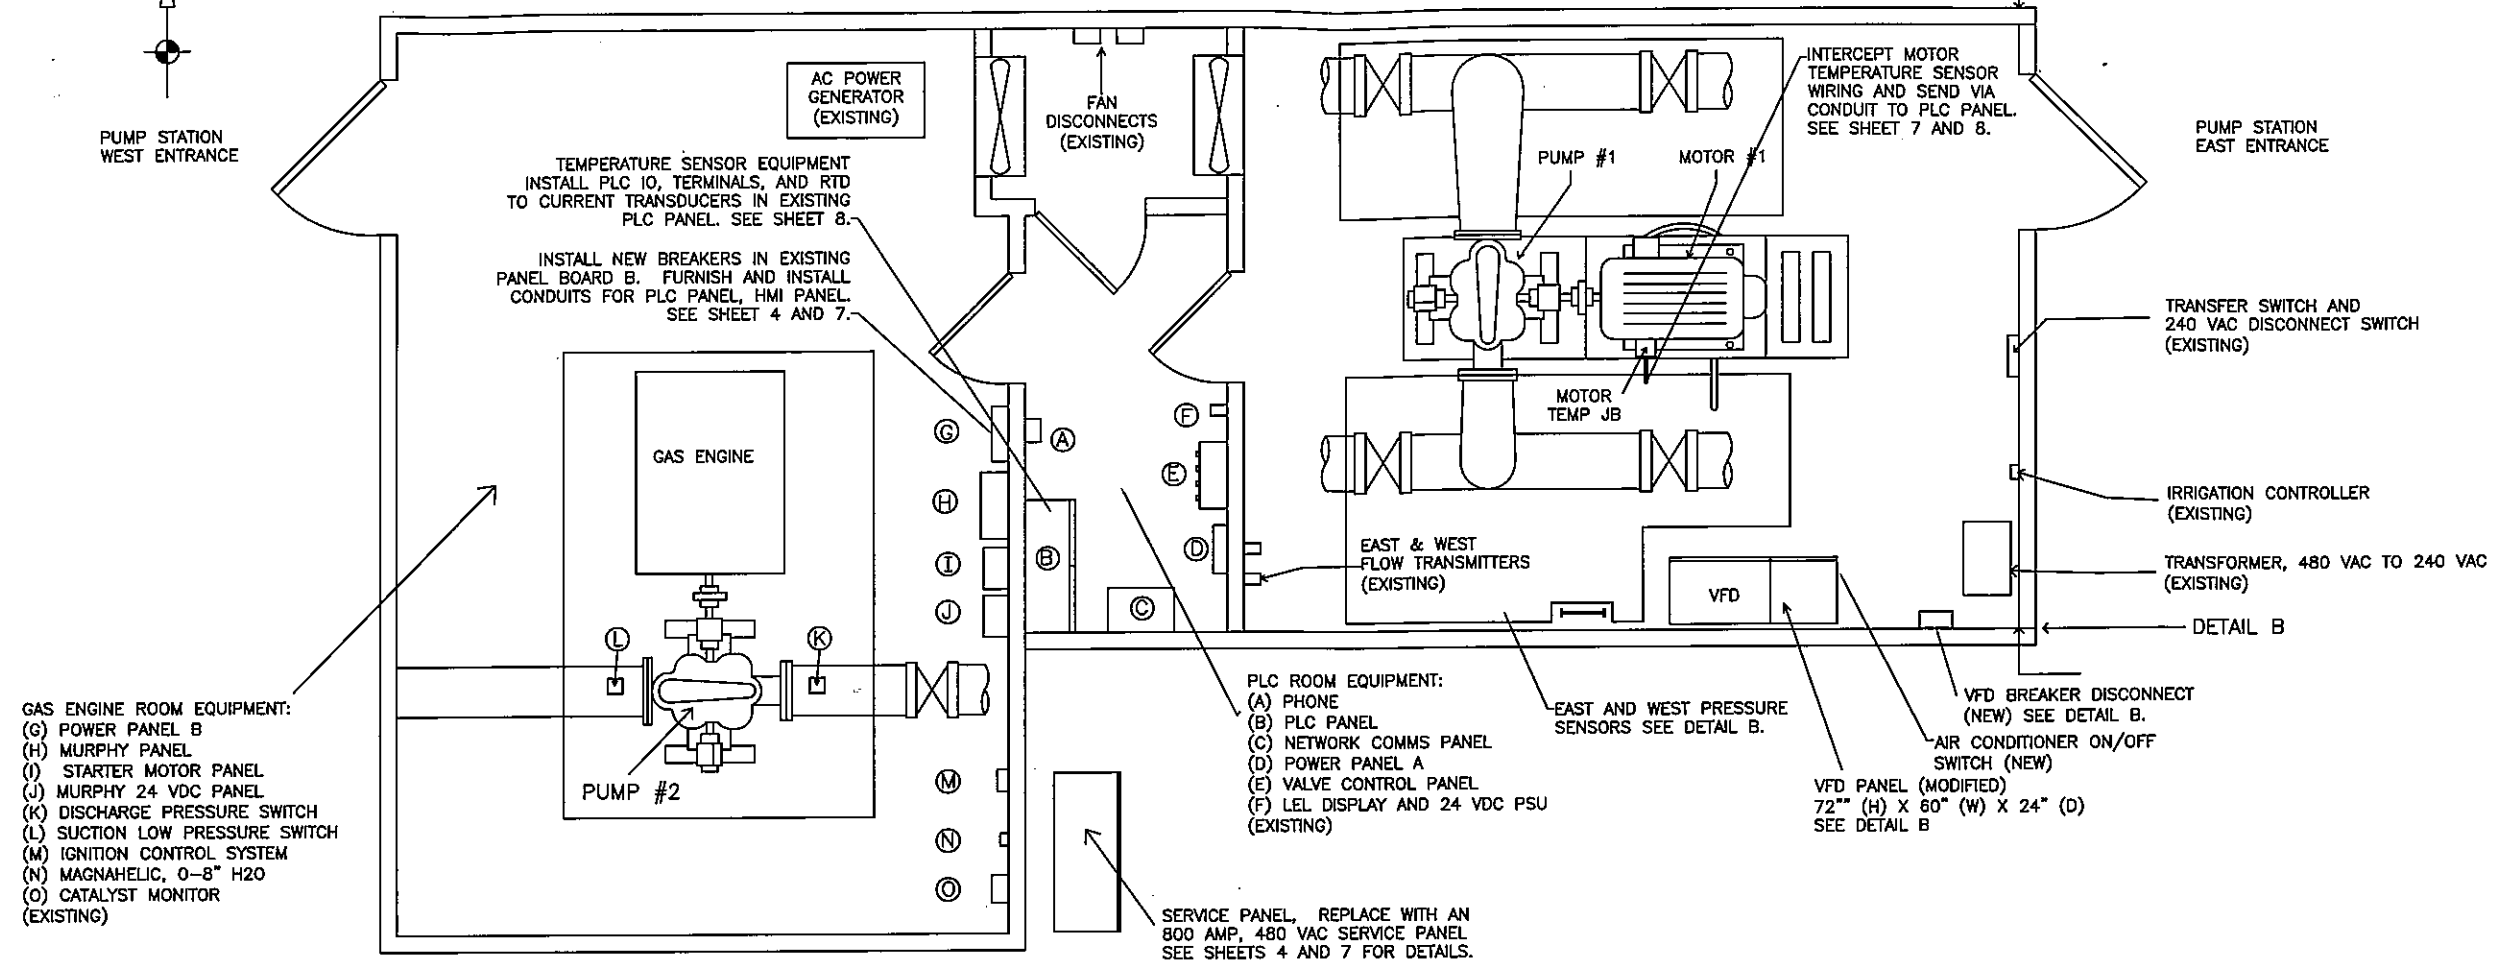 PUMP STATION
WEST ENTRANCE
AC POWER
GENERATOR
(EXISTING)
FAN
DISCONNECTS
(EXISTING)
INTERCEPT MOTOR
TEMPERATURE SENSOR
WIRING AND SEND VIA
CONDUIT TO PLC PANEL.
SEE SHEET 7 AND 8.
PUMP STATION
EAST ENTRANCE
TEMPERATURE SENSOR EQUIPMENT
INSTALL PLC IO, TERMINALS, AND RTD
TO CURRENT TRANSDUCERS IN EXISTING
PLC PANEL. SEE SHEET 8.
INSTALL NEW BREAKERS IN EXISTING
PANEL BOARD B. FURNISH AND INSTALL
CONDUITS FOR PLC PANEL, HMI PANEL.
SEE SHEET 4 AND 7.
PUMP #1
MOTOR #1
TRANSFER SWITCH AND
240 VAC DISCONNECT SWITCH
(EXISTING)
MOTOR
TEMP JB
GAS ENGINE
G
A
F
E
H
I
B
D
J
C
L
K
EAST & WEST
FLOW TRANSMITTERS
(EXISTING)
VFD
IRRIGATION CONTROLLER
(EXISTING)
TRANSFORMER, 480 VAC TO 240 VAC
(EXISTING)
DETAIL B
PUMP #2
M
N
O
GAS ENGINE ROOM EQUIPMENT:
(G) POWER PANEL B
(H) MURPHY PANEL
(I) STARTER MOTOR PANEL
(J) MURPHY 24 VDC PANEL
(K) DISCHARGE PRESSURE SWITCH
(L) SUCTION LOW PRESSURE SWITCH
(M) IGNITION CONTROL SYSTEM
(N) MAGNAHELIC, 0-8" H2O
(O) CATALYST MONITOR
(EXISTING)
PLC ROOM EQUIPMENT:
(A) PHONE
(B) PLC PANEL
(C) NETWORK COMMS PANEL
(D) POWER PANEL A
(E) VALVE CONTROL PANEL
(F) LEL DISPLAY AND 24 VDC PSU
(EXISTING)
EAST AND WEST PRESSURE
SENSORS SEE DETAIL B.
VFD BREAKER DISCONNECT
(NEW) SEE DETAIL B.
AIR CONDITIONER ON/OFF
SWITCH (NEW)
VFD PANEL (MODIFIED)
72"" (H) X 60" (W) X 24" (D)
SEE DETAIL B
SERVICE PANEL, REPLACE WITH AN
800 AMP, 480 VAC SERVICE PANEL
SEE SHEETS 4 AND 7 FOR DETAILS.